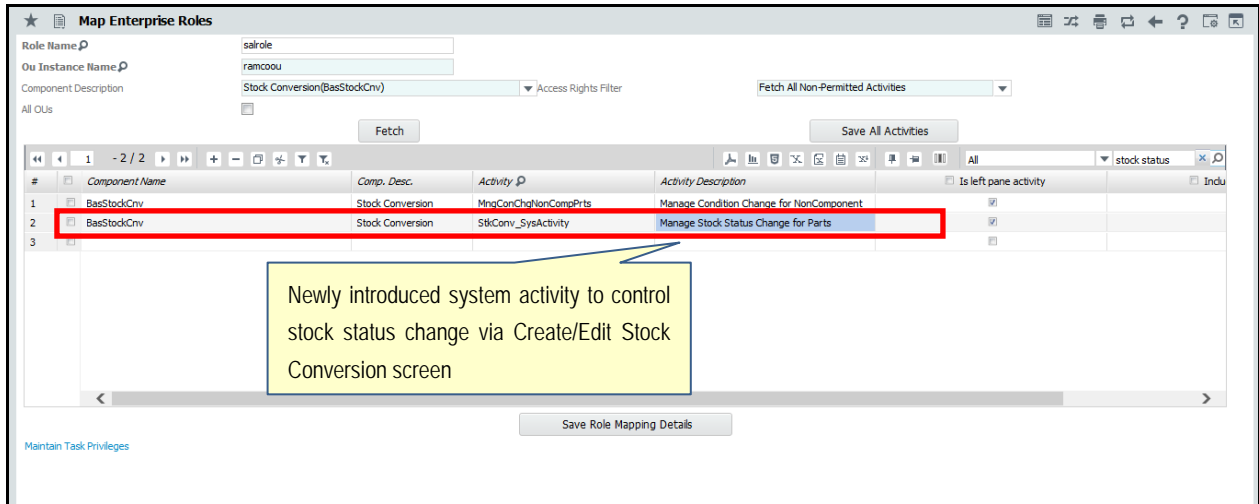 Map Enterprise Roles
Role Name salrole
Ou Instance Name ramcoou
Component Description Stock Conversion(BasStockCnv) Access Rights Filter Fetch All Non-Permitted Activities
All OUs
Fetch Save All Activities
1 - 2 / 2 All stock status
# Component Name Comp. Desc. Activity Activity Description Is left pane activity Indu
1 BasStockCnv Stock Conversion MngConChgNonCompPrts Manage Condition Change for NonComponent
2 BasStockCnv Stock Conversion StkConv_SysActivity Manage Stock Status Change for Parts
3
Newly introduced system activity to control
stock status change via Create/Edit Stock
Conversion screen
Save Role Mapping Details
Maintain Task Privileges